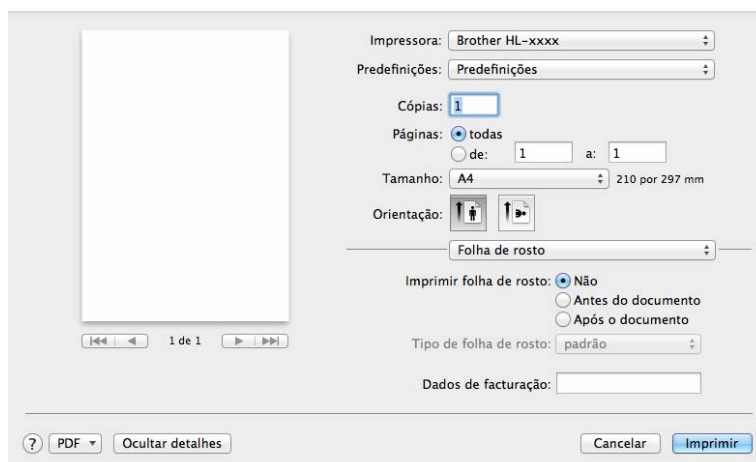 Impressora: Brother HL-xxxx
Predefinições: Predefinições
Cópias: 1
Páginas: todas
de: 1 a: 1
Tamanho: A4 210 por 297 mm
Orientação:
Folha de rosto
Imprimir folha de rosto: Não
Antes do documento
Após o documento
1 de 1
Tipo de folha de rosto: padrão
Dados de facturação:
? PDF Ocultar detalhes Cancelar Imprimir